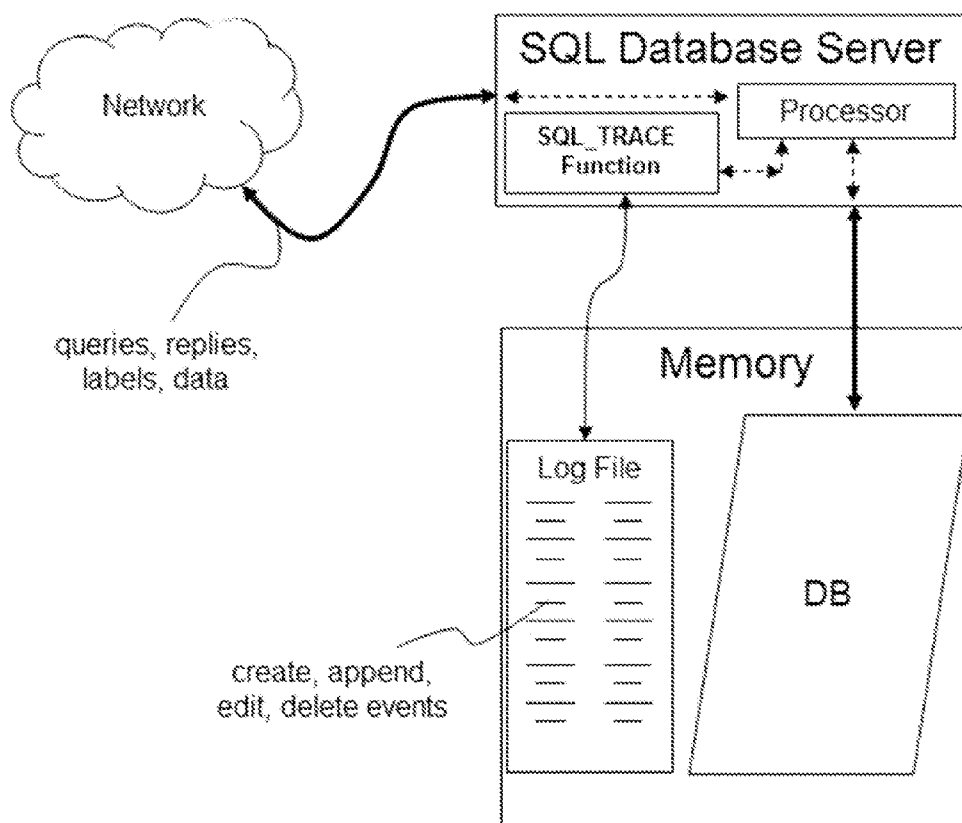 SQL Database Server
Network
Processor
SQL_TRACE
Function
queries, replies,
labels, data
Memory
Log File
DB
create, append,
edit, delete events